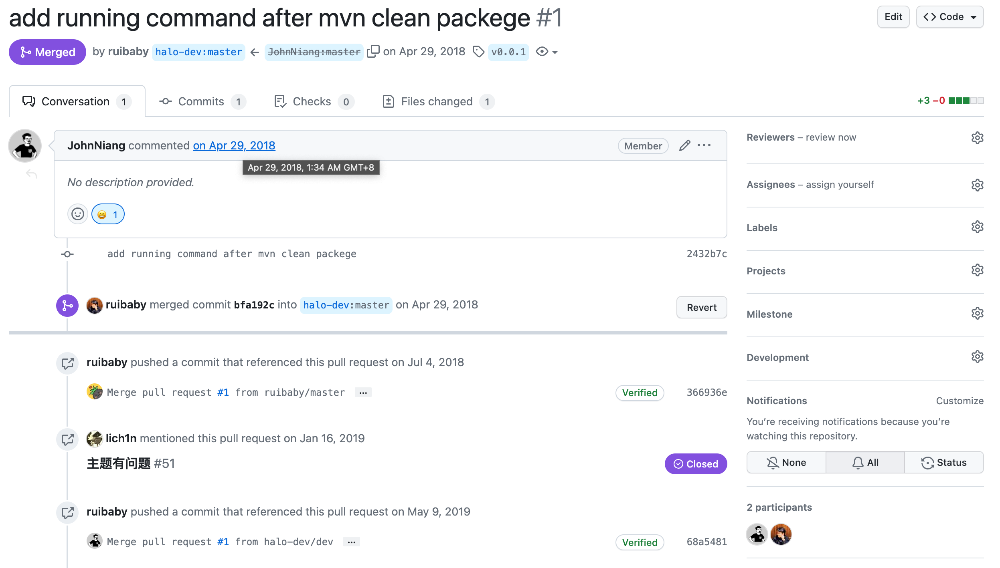 add running command after mvn clean packege #1
Edit
Code
Merged
by ruibaby halo-dev:master ← JohnNiang:master on Apr 29, 2018 v0.0.1
Conversation 1
Commits 1
Checks 0
Files changed 1
+3 −0
JohnNiang commented on Apr 29, 2018
Member
Apr 29, 2018, 1:34 AM GMT+8
No description provided.
1
add running command after mvn clean packege 2432b7c
ruibaby merged commit bfa192c into halo-dev:master on Apr 29, 2018
Revert
ruibaby pushed a commit that referenced this pull request on Jul 4, 2018
Merge pull request #1 from ruibaby/master …
Verified
366936e
lich1n mentioned this pull request on Jan 16, 2019
主题有问题 #51
Closed
ruibaby pushed a commit that referenced this pull request on May 9, 2019
Merge pull request #1 from halo-dev/dev …
Verified
68a5481
Reviewers – review now
Assignees – assign yourself
Labels
Projects
Milestone
Development
Notifications
Customize
You’re receiving notifications because you’re
watching this repository.
None
All
Status
2 participants